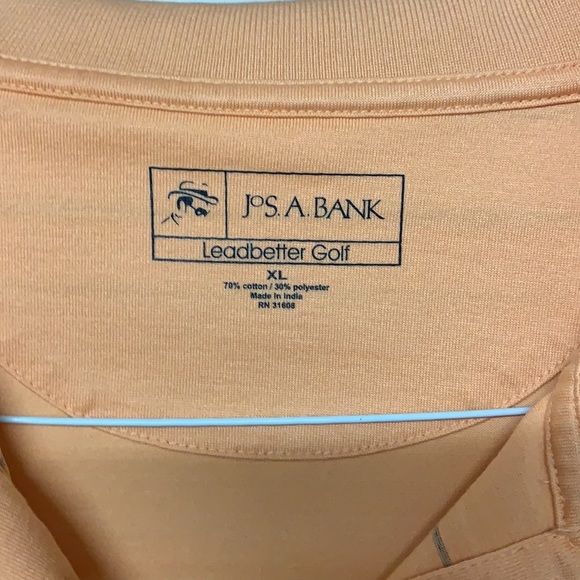 JOS. A. BANK
Leadbetter Golf
XL
70% cotton / 30% polyester
Made in India
RN 31608